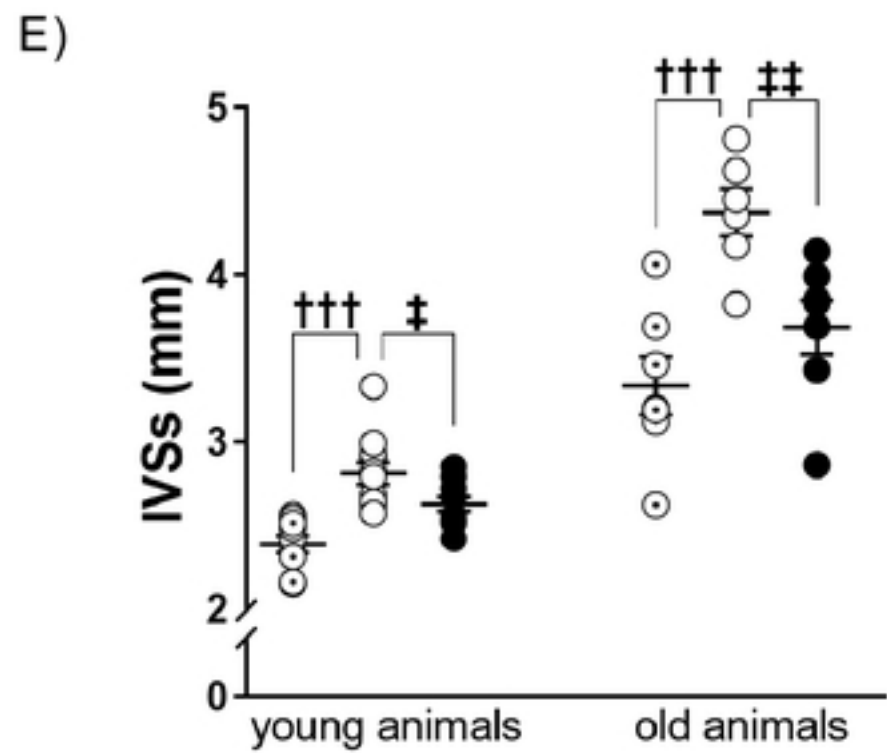 E)
††† ‡‡
5
4
††† ‡
3
2
0
IVSs (mm)
young animals old animals